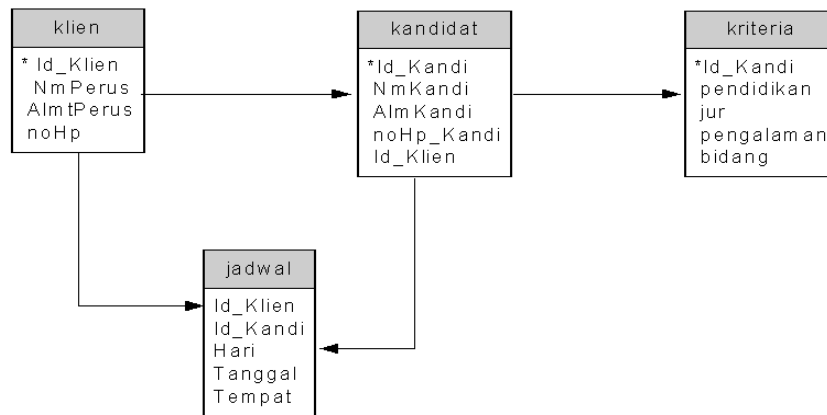 klien
* Id_Klien
NmPerus
AlmtPerus
noHp
kandidat
*Id_Kandi
NmKandi
AlmKandi
noHp_Kandi
Id_Klien
kriteria
*Id_Kandi
pendidikan
jur
pengalaman
bidang
jadwal
Id_Klien
Id_Kandi
Hari
Tanggal
Tempat